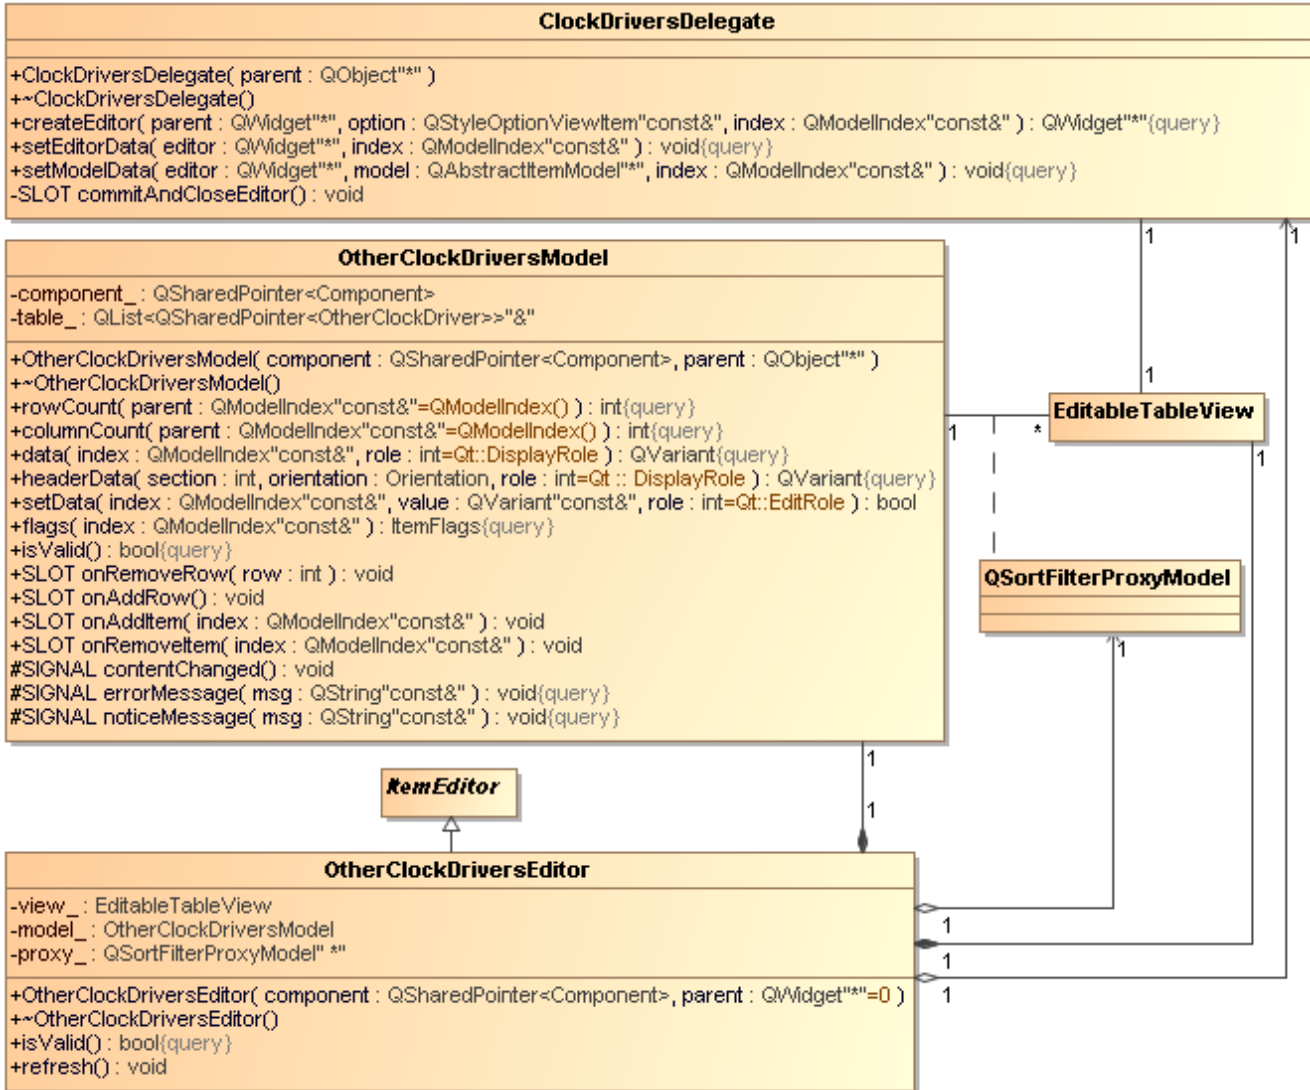 ClockDriversDelegate
+ClockDriversDelegate( parent : QObject"*" )
+~ClockDriversDelegate()
+createEditor( parent : QWidget"*", option : QStyleOptionViewItem"const&", index : QModelIndex"const&" ) : QWidget"*"{query}
+setEditorData( editor : QWidget"*", index : QModelIndex"const&" ) : void{query}
+setModelData( editor : QWidget"*", model : QAbstractItemModel"*", index : QModelIndex"const&" ) : void{query}
-SLOT commitAndCloseEditor() : void
1
1
OtherClockDriversModel
-component_ : QSharedPointer<Component>
-table_ : QList<QSharedPointer<OtherClockDriver>>"&"
+OtherClockDriversModel( component : QSharedPointer<Component>, parent : QObject"*" )
+~OtherClockDriversModel()
+rowCount( parent : QModelIndex"const&"=QModelIndex() ) : int{query}
+columnCount( parent : QModelIndex"const&"=QModelIndex() ) : int{query}
+data( index : QModelIndex"const&", role : int=Qt::DisplayRole ) : QVariant{query}
+headerData( section : int, orientation : Orientation, role : int=Qt :: DisplayRole ) : QVariant{query}
+setData( index : QModelIndex"const&", value : QVariant"const&", role : int=Qt::EditRole ) : bool
+flags( index : QModelIndex"const&" ) : ItemFlags{query}
+isValid() : bool{query}
+SLOT onRemoveRow( row : int ) : void
+SLOT onAddRow() : void
+SLOT onAddItem( index : QModelIndex"const&" ) : void
+SLOT onRemoveItem( index : QModelIndex"const&" ) : void
#SIGNAL contentChanged() : void
#SIGNAL errorMessage( msg : QString"const&" ) : void{query}
#SIGNAL noticeMessage( msg : QString"const&" ) : void{query}
1
EditableTableView
1
*
1
QSortFilterProxyModel
1
1
1
ItemEditor
OtherClockDriversEditor
-view_ : EditableTableView
-model_ : OtherClockDriversModel
-proxy_ : QSortFilterProxyModel" *"
+OtherClockDriversEditor( component : QSharedPointer<Component>, parent : QWidget"*"=0 )
+~OtherClockDriversEditor()
+isValid() : bool{query}
+refresh() : void
1
1
1